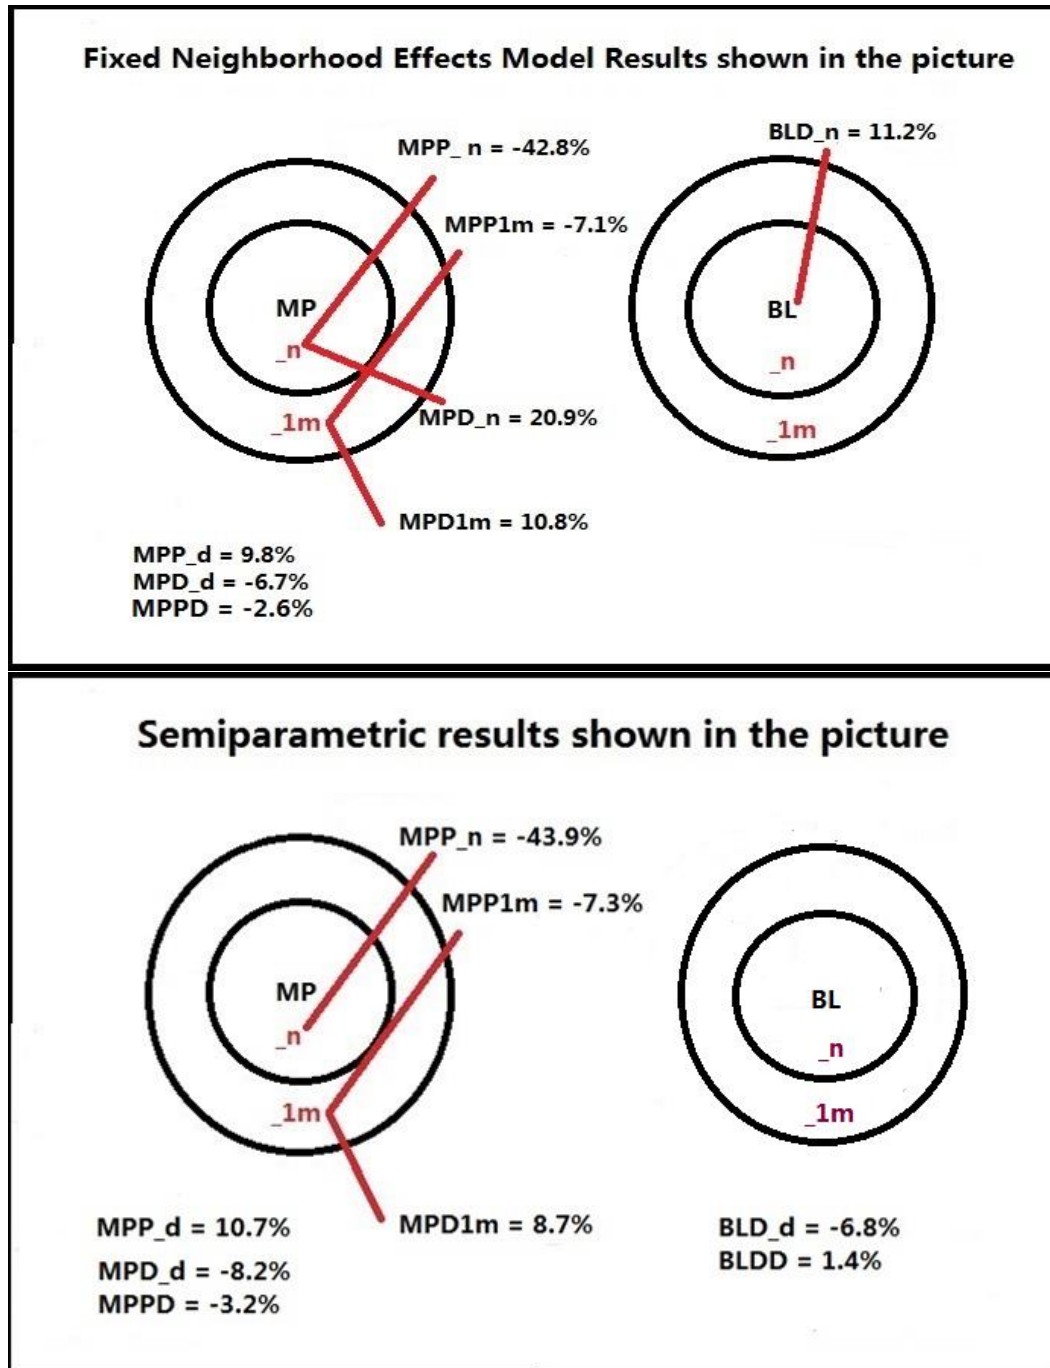 Fixed Neighborhood Effects Model Results shown in the picture
MPP_ n = -42.8%
BLD_n = 11.2%
MPP1m = -7.1%
MP
BL
_n
_n
_1m
_1m
MPD_n = 20.9%
MPD1m = 10.8%
MPP_d = 9.8%
MPD_d = -6.7%
MPPD = -2.6%
Semiparametric results shown in the picture
MPP_n = -43.9%
MPP1m = -7.3%
MP
BL
_n
_n
_1m
_1m
MPP_d = 10.7%
MPD1m = 8.7%
BLD_d = -6.8%
MPD_d = -8.2%
BLDD = 1.4%
MPPD = -3.2%